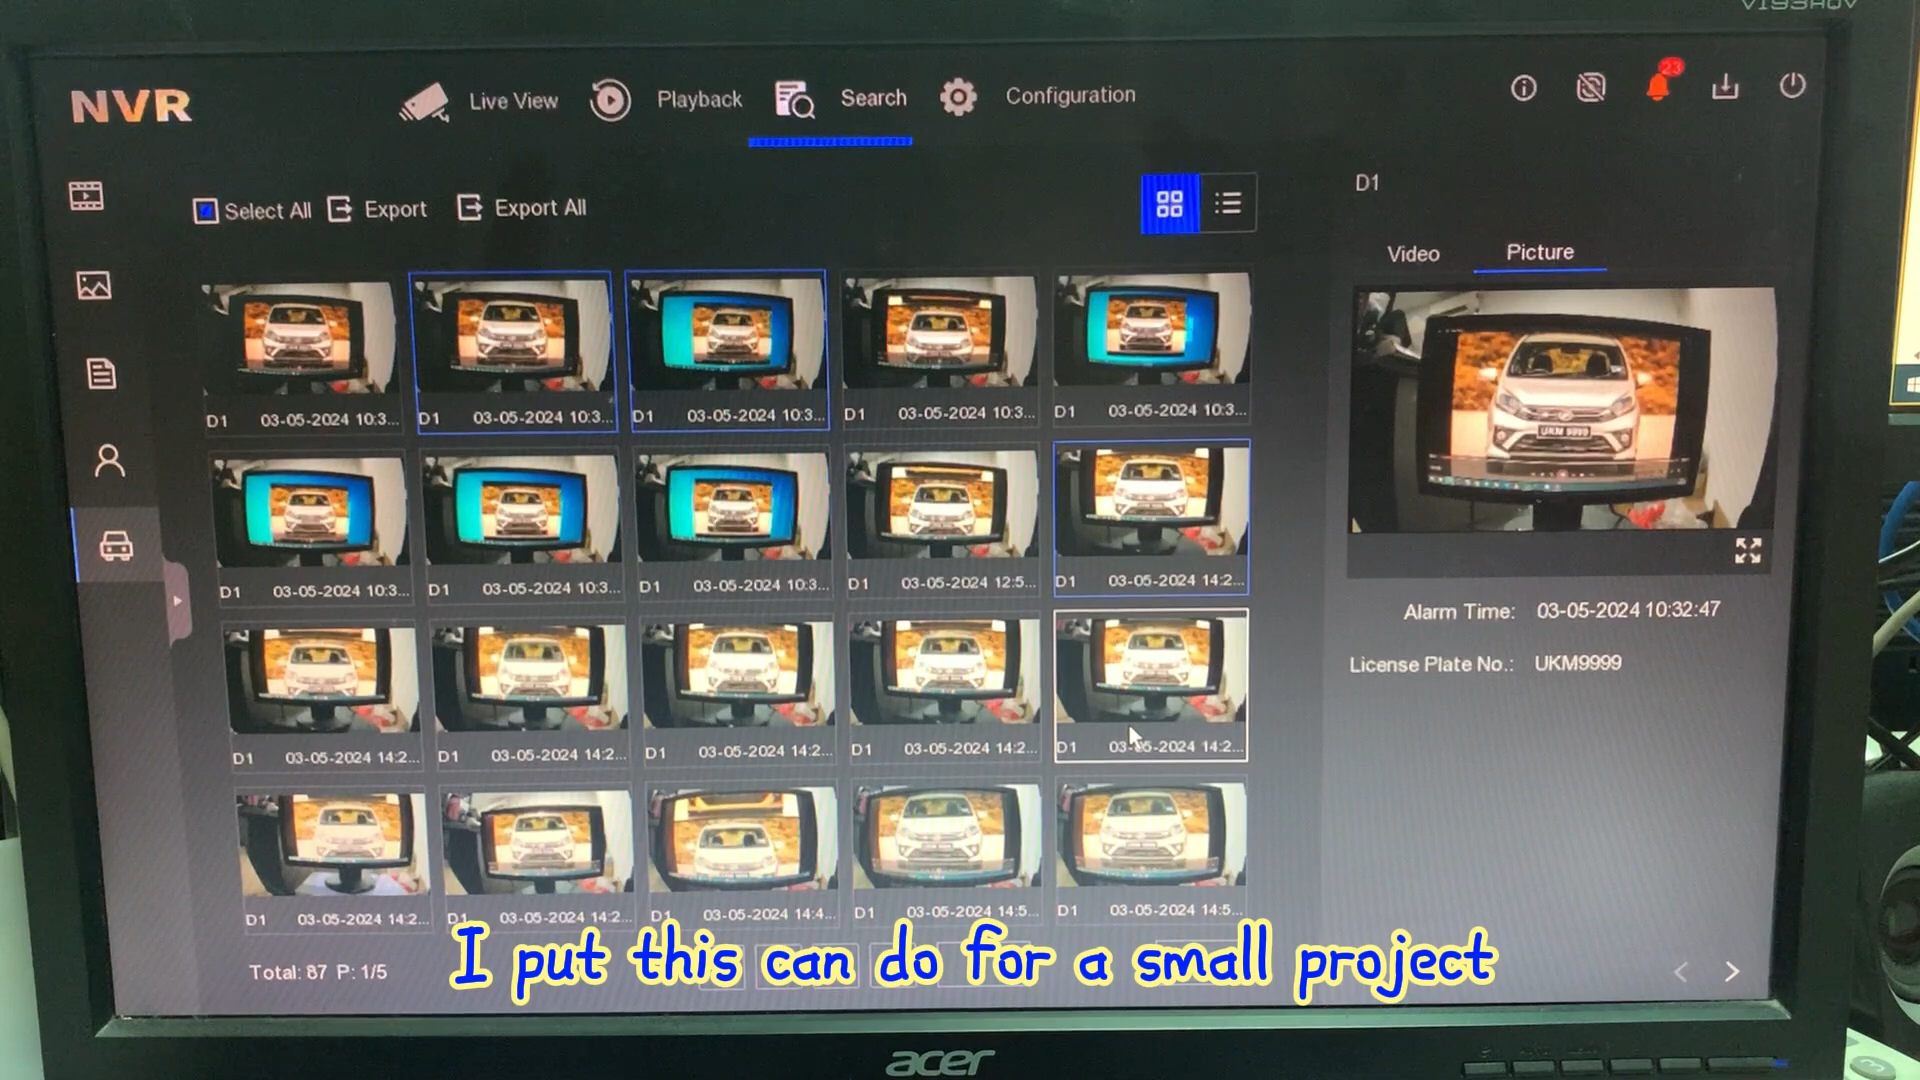 V193HQV
NVR
Live View
Playback
Search
Configuration
23
Select All
Export
Export All
D1
Video
Picture
D1 03-05-2024 10:3...
D1 03-05-2024 10:3...
D1 03-05-2024 10:3...
D1 03-05-2024 10:3...
D1 03-05-2024 10:3...
D1 03-05-2024 10:3...
D1 03-05-2024 10:3...
D1 03-05-2024 10:3...
D1 03-05-2024 12:5...
D1 03-05-2024 14:2...
D1 03-05-2024 14:2...
D1 03-05-2024 14:2...
D1 03-05-2024 14:2...
D1 03-05-2024 14:2...
D1 03-05-2024 14:2...
D1 03-05-2024 14:2...
D1 03-05-2024 14:2...
D1 03-05-2024 14:4...
D1 03-05-2024 14:5...
D1 03-05-2024 14:5...
UKM 9999
Alarm Time: 03-05-2024 10:32:47
License Plate No.: UKM9999
Total: 87 P: 1/5
I put this can do for a small project
acer